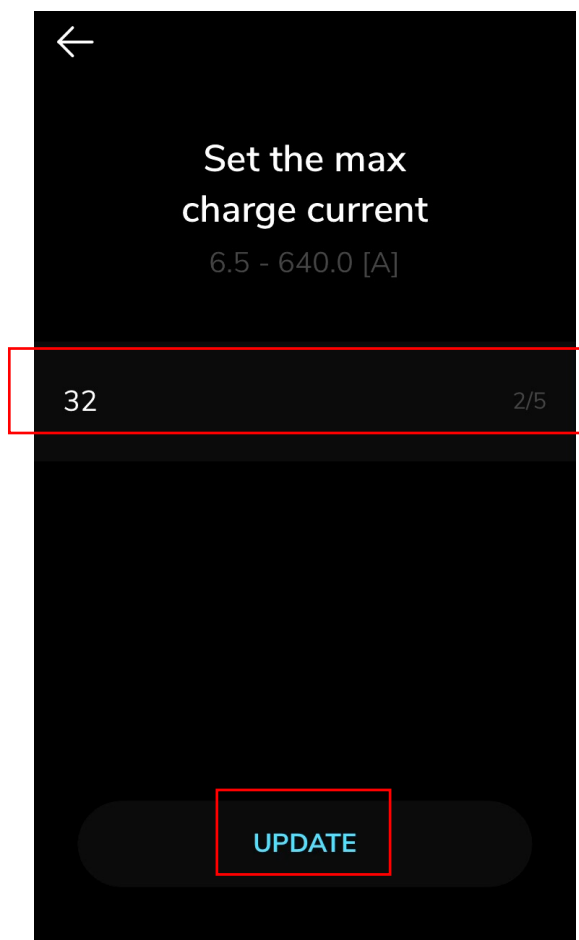 Set the max
charge current
6.5 - 640.0 [A]
32
2/5
UPDATE